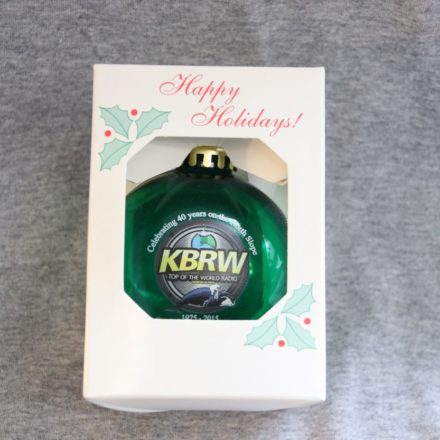 Happy
Holidays!
Celebrating 40 years on the North Slope
KBRW
TOP OF THE WORLD RADIO
1975 - 2015